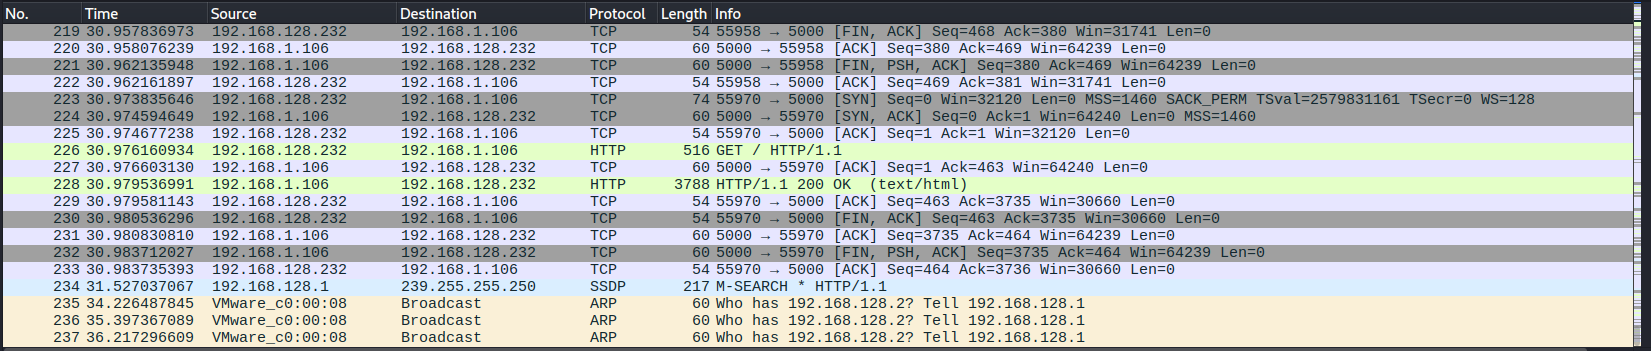 No. Time Source Destination Protocol Length Info
219 30.957836973 192.168.128.232 192.168.1.106 TCP 54 55958 → 5000 [FIN, ACK] Seq=468 Ack=380 Win=31741 Len=0
220 30.958076239 192.168.1.106 192.168.128.232 TCP 60 5000 → 55958 [ACK] Seq=380 Ack=469 Win=64239 Len=0
221 30.962135948 192.168.1.106 192.168.128.232 TCP 60 5000 → 55958 [FIN, PSH, ACK] Seq=380 Ack=469 Win=64239 Len=0
222 30.962161897 192.168.128.232 192.168.1.106 TCP 54 55958 → 5000 [ACK] Seq=469 Ack=381 Win=31741 Len=0
223 30.973835646 192.168.128.232 192.168.1.106 TCP 74 55970 → 5000 [SYN] Seq=0 Win=32120 Len=0 MSS=1460 SACK_PERM TSval=2579831161 TSecr=0 WS=128
224 30.974594649 192.168.1.106 192.168.128.232 TCP 60 5000 → 55970 [SYN, ACK] Seq=0 Ack=1 Win=64240 Len=0 MSS=1460
225 30.974677238 192.168.128.232 192.168.1.106 TCP 54 55970 → 5000 [ACK] Seq=1 Ack=1 Win=32120 Len=0
226 30.976160934 192.168.128.232 192.168.1.106 HTTP 516 GET / HTTP/1.1
227 30.976603130 192.168.1.106 192.168.128.232 TCP 60 5000 → 55970 [ACK] Seq=1 Ack=463 Win=64240 Len=0
228 30.979536991 192.168.1.106 192.168.128.232 HTTP 3788 HTTP/1.1 200 OK (text/html)
229 30.979581143 192.168.128.232 192.168.1.106 TCP 54 55970 → 5000 [ACK] Seq=463 Ack=3735 Win=30660 Len=0
230 30.980536296 192.168.128.232 192.168.1.106 TCP 54 55970 → 5000 [FIN, ACK] Seq=463 Ack=3735 Win=30660 Len=0
231 30.980830810 192.168.1.106 192.168.128.232 TCP 60 5000 → 55970 [ACK] Seq=3735 Ack=464 Win=64239 Len=0
232 30.983712027 192.168.1.106 192.168.128.232 TCP 60 5000 → 55970 [FIN, PSH, ACK] Seq=3735 Ack=464 Win=64239 Len=0
233 30.983735393 192.168.128.232 192.168.1.106 TCP 54 55970 → 5000 [ACK] Seq=464 Ack=3736 Win=30660 Len=0
234 31.527037067 192.168.128.1 239.255.255.250 SSDP 217 M-SEARCH * HTTP/1.1
235 34.226487845 VMware_c0:00:08 Broadcast ARP 60 Who has 192.168.128.2? Tell 192.168.128.1
236 35.397367089 VMware_c0:00:08 Broadcast ARP 60 Who has 192.168.128.2? Tell 192.168.128.1
237 36.217296609 VMware_c0:00:08 Broadcast ARP 60 Who has 192.168.128.2? Tell 192.168.128.1